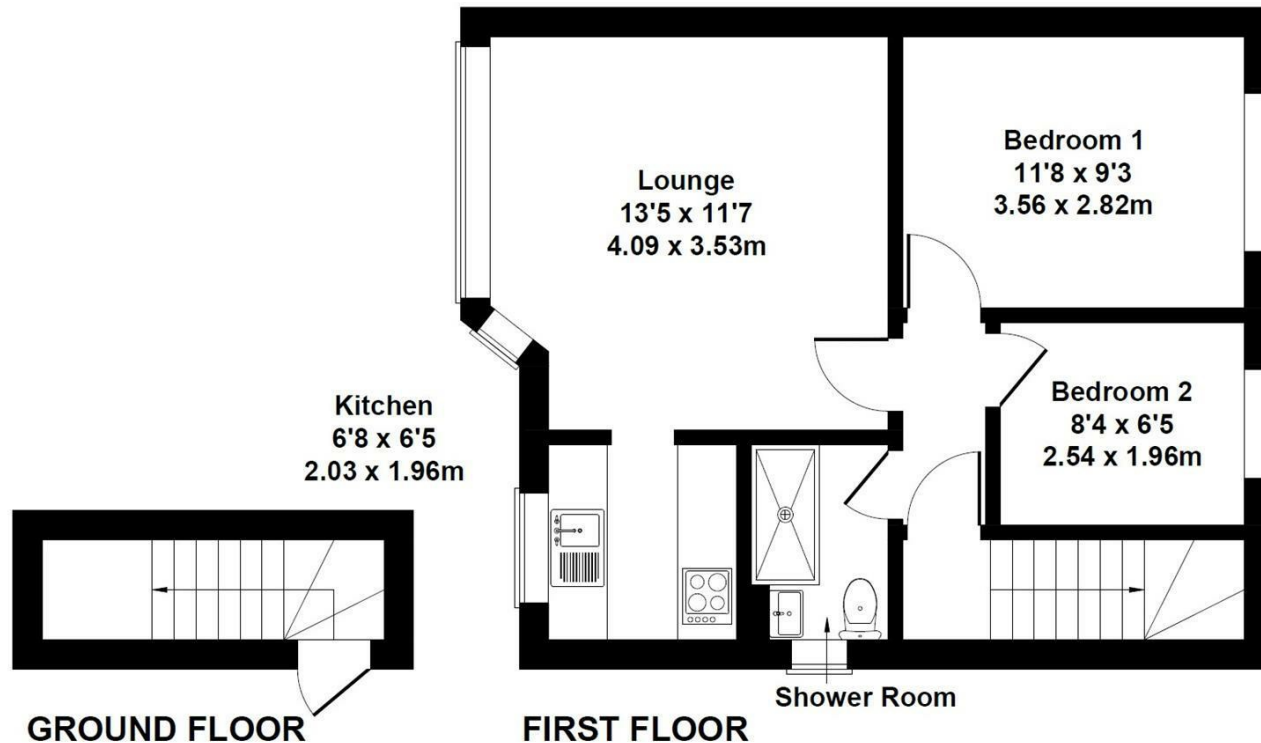 Lounge
13'5 x 11'7
4.09 x 3.53m
Bedroom 1
11'8 x 9'3
3.56 x 2.82m
Kitchen
6'8 x 6'5
2.03 x 1.96m
Bedroom 2
8'4 x 6'5
2.54 x 1.96m
Shower Room
GROUND FLOOR
FIRST FLOOR